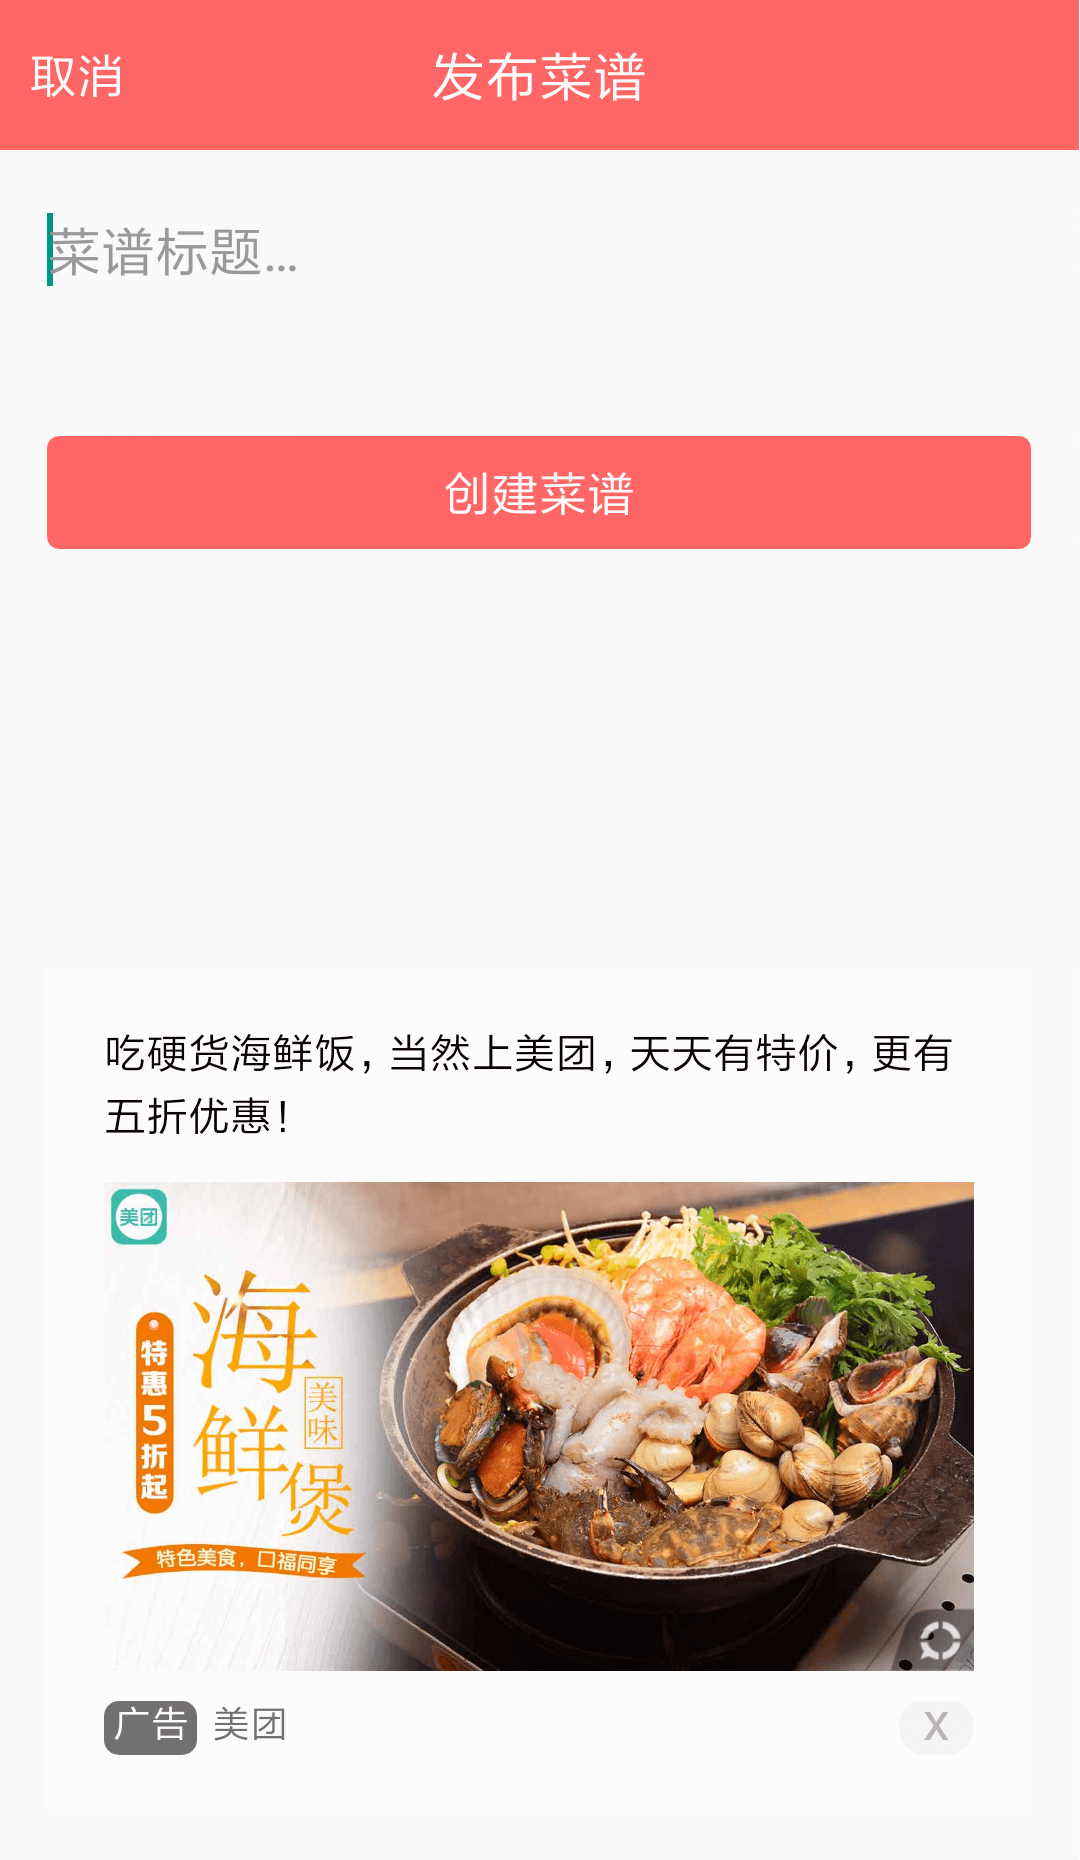 取消
发布菜谱
菜谱标题...
创建菜谱
吃硬货海鲜饭，当然上美团，天天有特价，更有
五折优惠！
美团
特惠5折起
海鲜煲
美味
特色美食，口福同享
广告 美团
X